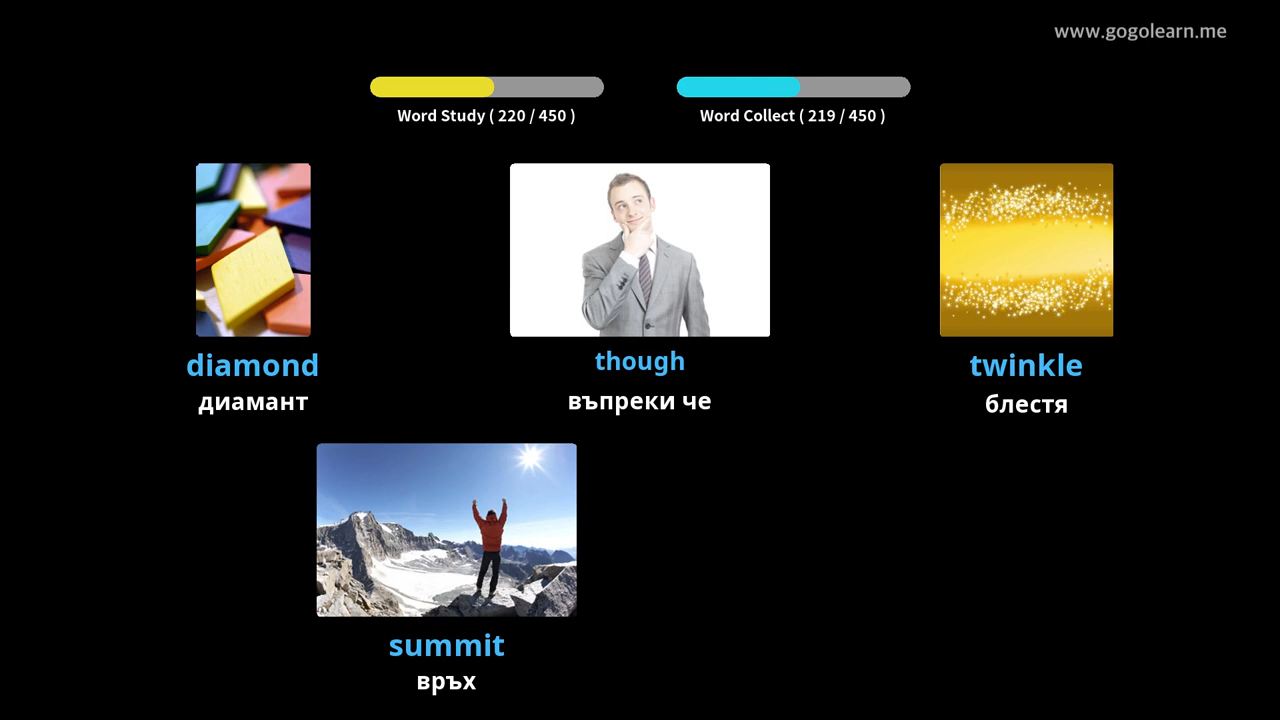 www.gogolearn.me
Word Study ( 220 / 450 )
Word Collect ( 219 / 450 )
diamond
диамант
though
въпреки че
twinkle
блестя
summit
връх